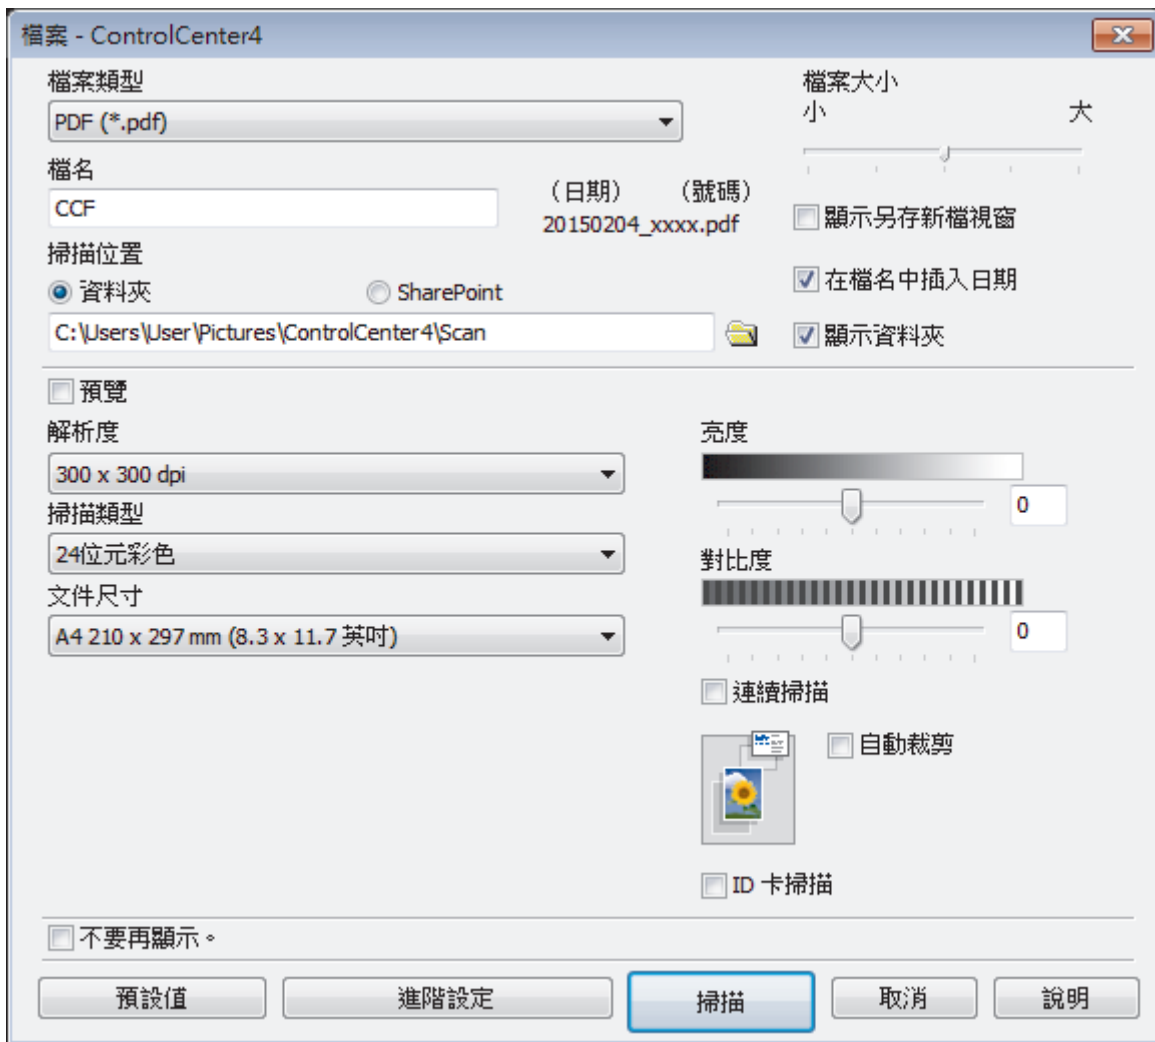 檔案 - ControlCenter4
檔案類型
PDF (*.pdf)
檔名
CCF
(日期) (號碼)
20150204_xxxx.pdf
掃描位置
資料夾
SharePoint
C:\Users\User\Pictures\ControlCenter4\Scan
檔案大小
小 大
顯示另存新檔視窗
在檔名中插入日期
顯示資料夾
預覽
解析度
300 x 300 dpi
掃描類型
24位元彩色
文件尺寸
A4 210 x 297 mm (8.3 x 11.7 英吋)
亮度
0
對比度
0
連續掃描
自動裁剪
ID 卡掃描
不要再顯示。
預設值 進階設定 掃描 取消 說明